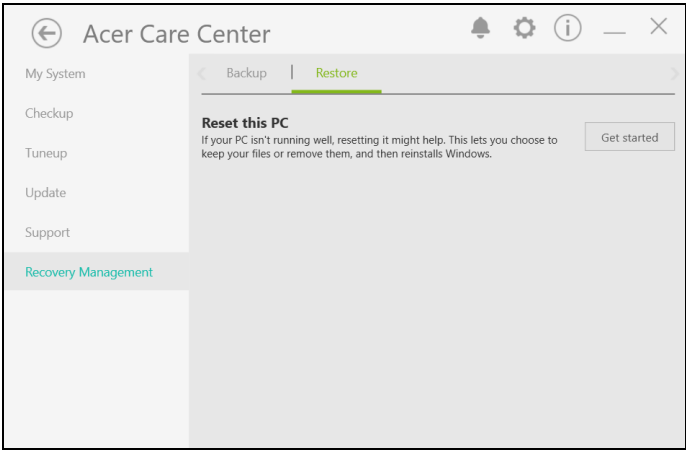 Acer Care Center
My System
Checkup
Tuneup
Update
Support
Recovery Management
Backup | Restore
Reset this PC
If your PC isn't running well, resetting it might help. This lets you choose to
keep your files or remove them, and then reinstalls Windows.
Get started